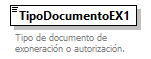 TipoDocumentoEX1
Tipo de documento de
exoneración o autorización.